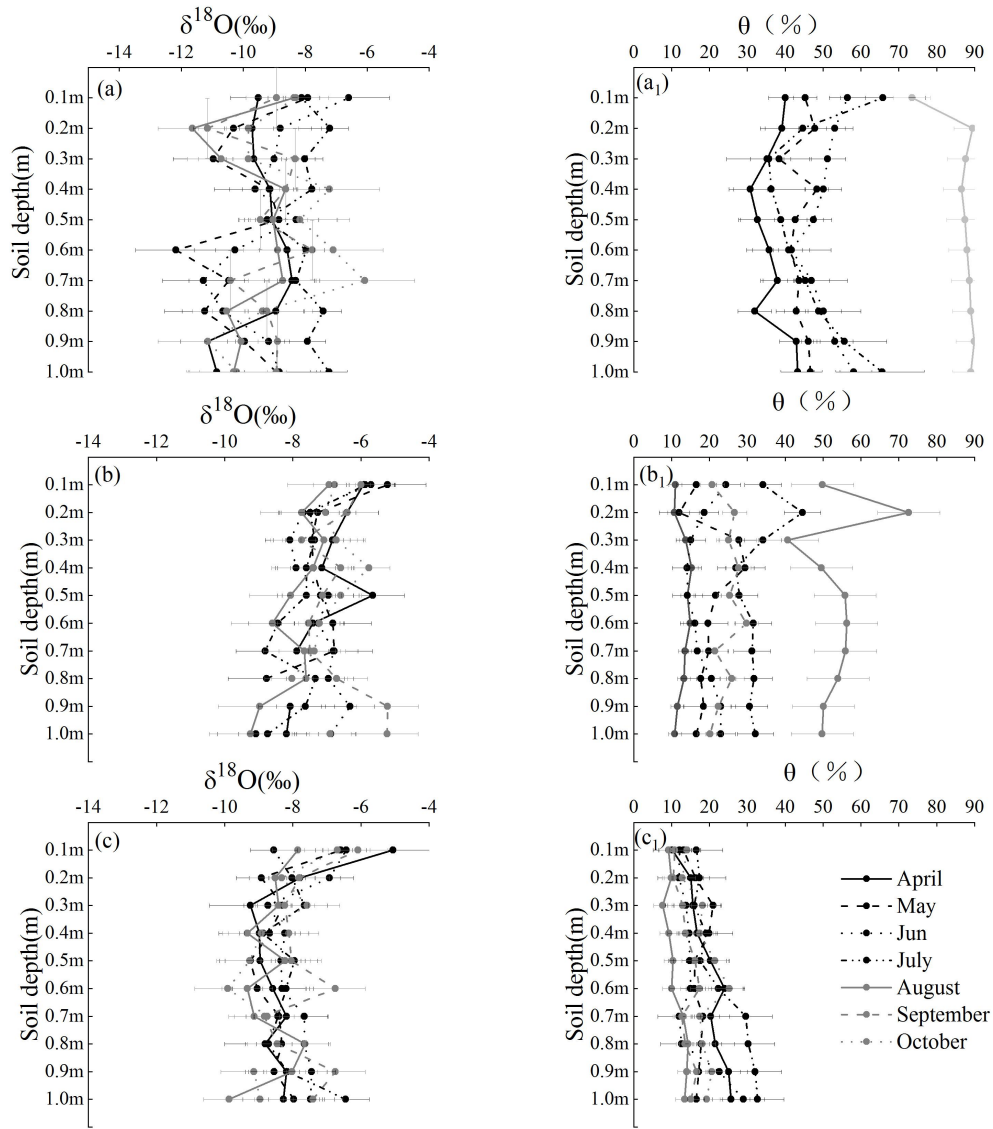 δ¹⁸O(‰)
θ（%）
-14 -12 -10 -8 -6 -4
0 10 20 30 40 50 60 70 80 90
(a)
(a₁)
Soil depth(m)
Soil depth(m)
0.1m
0.2m
0.3m
0.4m
0.5m
0.6m
0.7m
0.8m
0.9m
1.0m
0.1m
0.2m
0.3m
0.4m
0.5m
0.6m
0.7m
0.8m
0.9m
1.0m
δ¹⁸O(‰)
θ（%）
-14 -10 -8 -6 -4
0 10 20 30 40 50 60 70 80 90
(b)
(b₁)
Soil depth(m)
Soil depth(m)
0.1m
0.2m
0.3m
0.4m
0.5m
0.6m
0.7m
0.8m
0.9m
1.0m
0.1m
0.2m
0.3m
0.4m
0.5m
0.6m
0.7m
0.8m
0.9m
1.0m
δ¹⁸O(‰)
θ（%）
-14 -10 -8 -6 -4
0 10 20 30 40 50 60 70 80 90
(c)
(c₁)
Soil depth(m)
Soil depth(m)
0.1m
0.2m
0.3m
0.4m
0.5m
0.6m
0.7m
0.8m
0.9m
1.0m
0.1m
0.2m
0.3m
0.4m
0.5m
0.6m
0.7m
0.8m
0.9m
1.0m
April
May
Jun
July
August
September
October